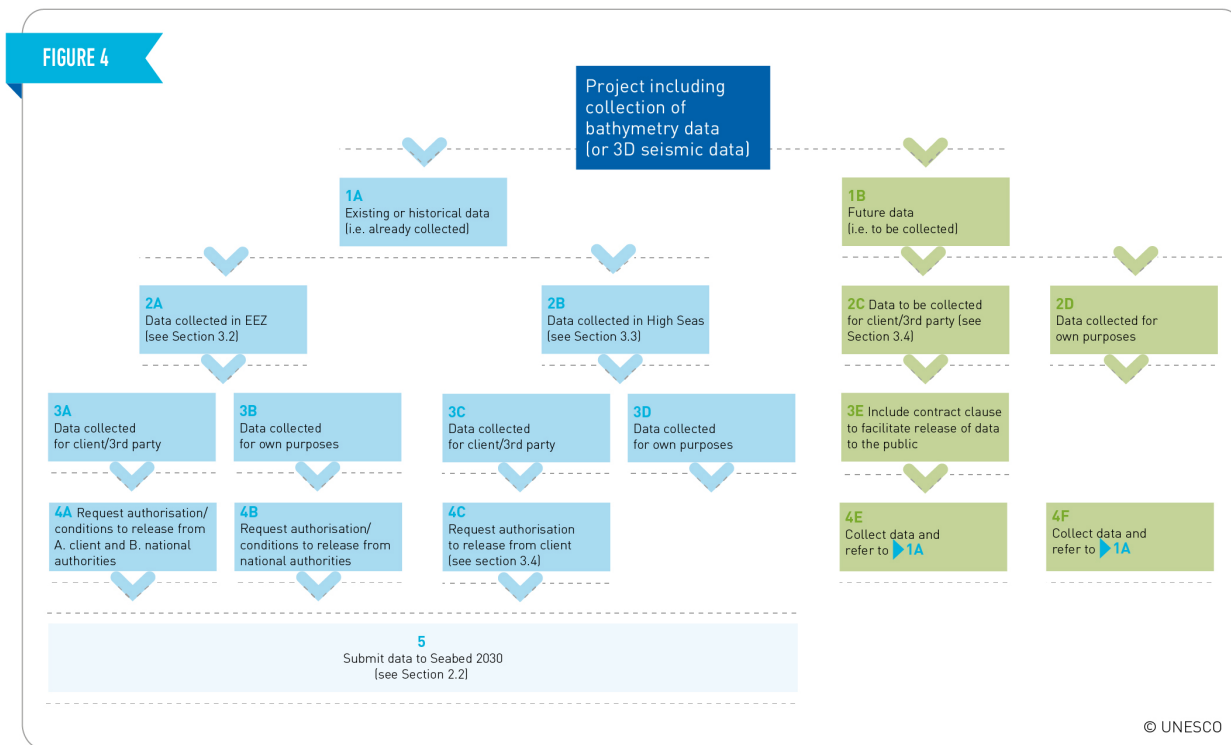 FIGURE 4
Project including
collection of
bathymetry data
(or 3D seismic data)
1A
Existing or historical data
(i.e. already collected)
1B
Future data
(i.e. to be collected)
2A
Data collected in EEZ
(see Section 3.2)
2B
Data collected in High Seas
(see Section 3.3)
2C Data to be collected
for client/3rd party (see
Section 3.4)
2D
Data collected for
own purposes
3A
Data collected
for client/3rd party
3B
Data collected
for own purposes
3C
Data collected
for client/3rd party
3D
Data collected
for own purposes
3E Include contract clause
to facilitate release of data
to the public
4A Request authorisation/
conditions to release from
A. client and B. national
authorities
4B
Request authorisation/
conditions to release from
national authorities
4C
Request authorisation
to release from client
(see section 3.4)
4E
Collect data and
refer to 1A
4F
Collect data and
refer to 1A
5
Submit data to Seabed 2030
(see Section 2.2)
© UNESCO